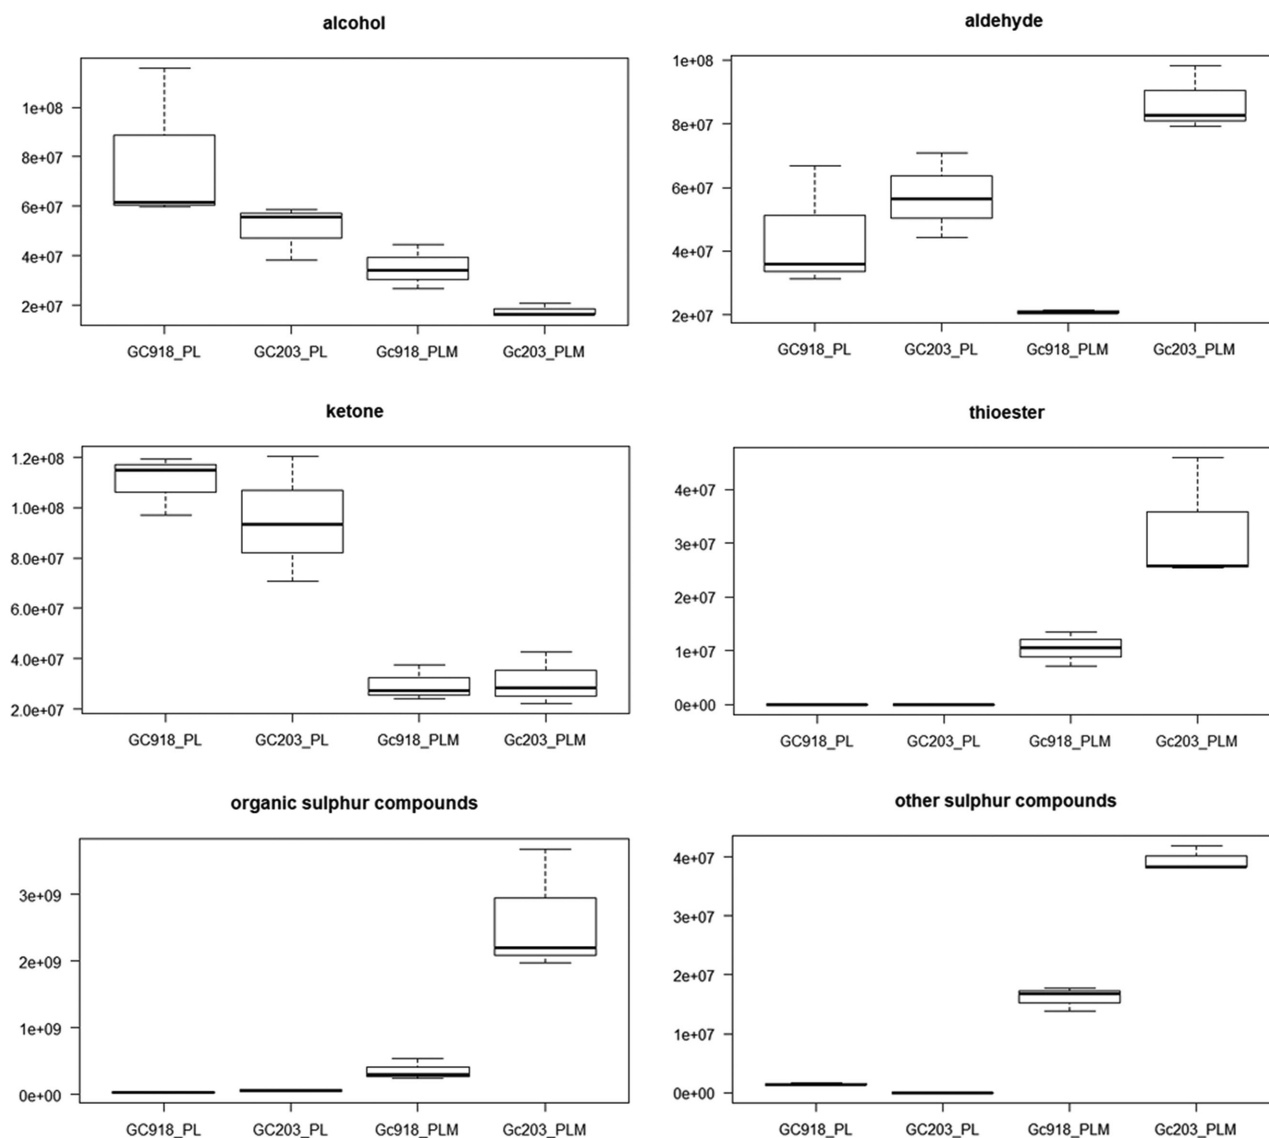 alcohol
1e+08
8e+07
6e+07
4e+07
2e+07
GC918_PL GC203_PL Gc918_PLM Gc203_PLM
aldehyde
1e+08
8e+07
6e+07
4e+07
2e+07
GC918_PL GC203_PL Gc918_PLM Gc203_PLM
ketone
1.2e+08
1.0e+08
8.0e+07
6.0e+07
4.0e+07
2.0e+07
GC918_PL GC203_PL Gc918_PLM Gc203_PLM
thioester
4e+07
3e+07
2e+07
1e+07
0e+00
GC918_PL GC203_PL Gc918_PLM Gc203_PLM
organic sulphur compounds
3e+09
2e+09
1e+09
0e+00
GC918_PL GC203_PL Gc918_PLM Gc203_PLM
other sulphur compounds
4e+07
3e+07
2e+07
1e+07
0e+00
GC918_PL GC203_PL Gc918_PLM Gc203_PLM